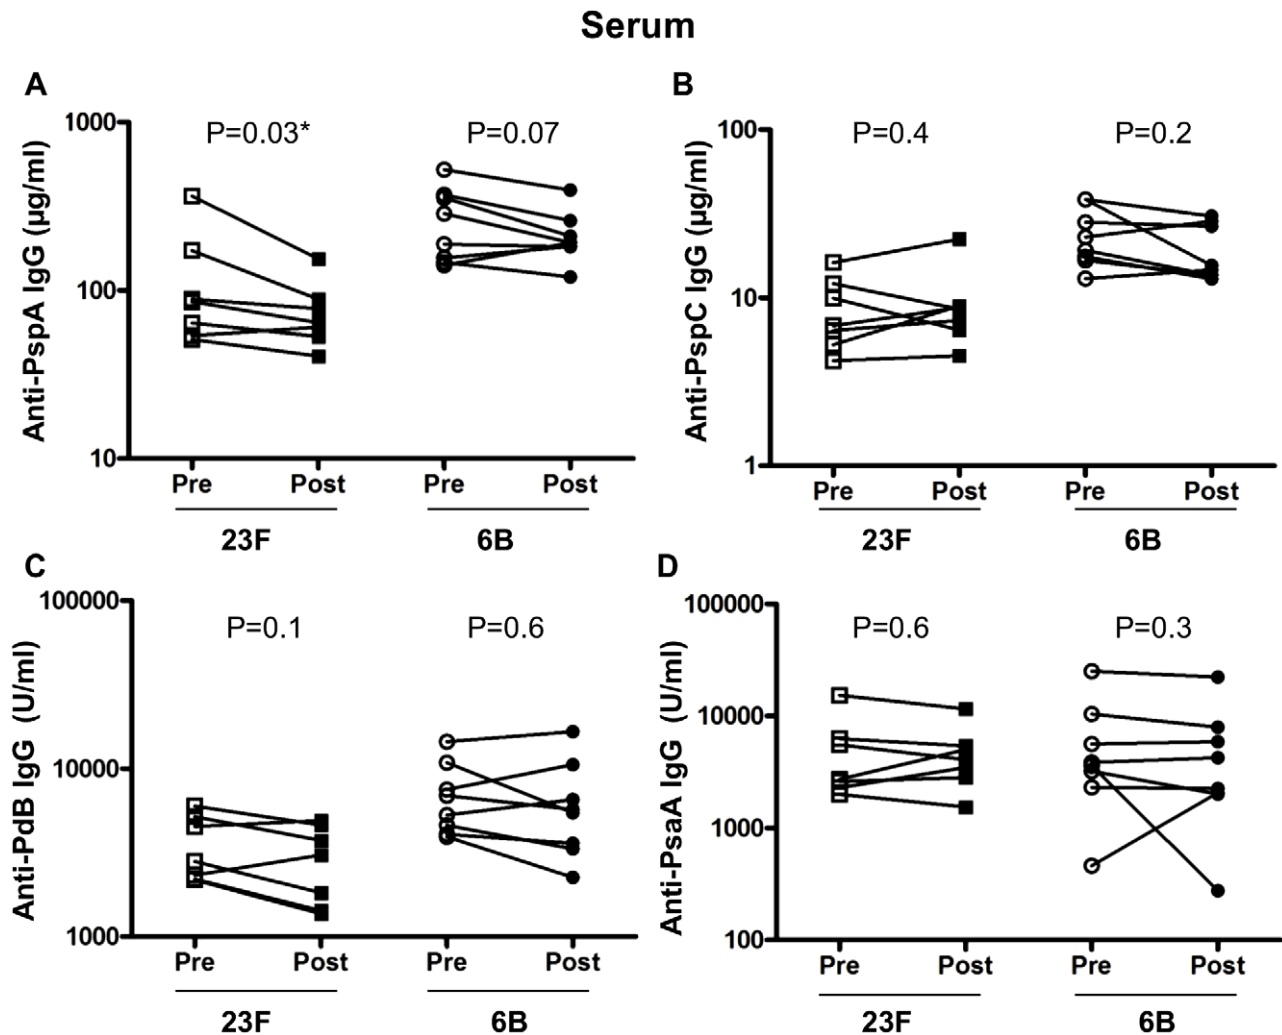 Serum
A
Anti-PspA IgG (µg/ml)
1000
100
10
P=0.03*
P=0.07
Pre
Post
Pre
Post
23F
6B
B
Anti-PspC IgG (µg/ml)
100
10
1
P=0.4
P=0.2
Pre
Post
Pre
Post
23F
6B
C
Anti-PdB IgG (U/ml)
100000
10000
1000
P=0.1
P=0.6
Pre
Post
Pre
Post
23F
6B
D
Anti-PsaA IgG (U/ml)
100000
10000
1000
100
P=0.6
P=0.3
Pre
Post
Pre
Post
23F
6B